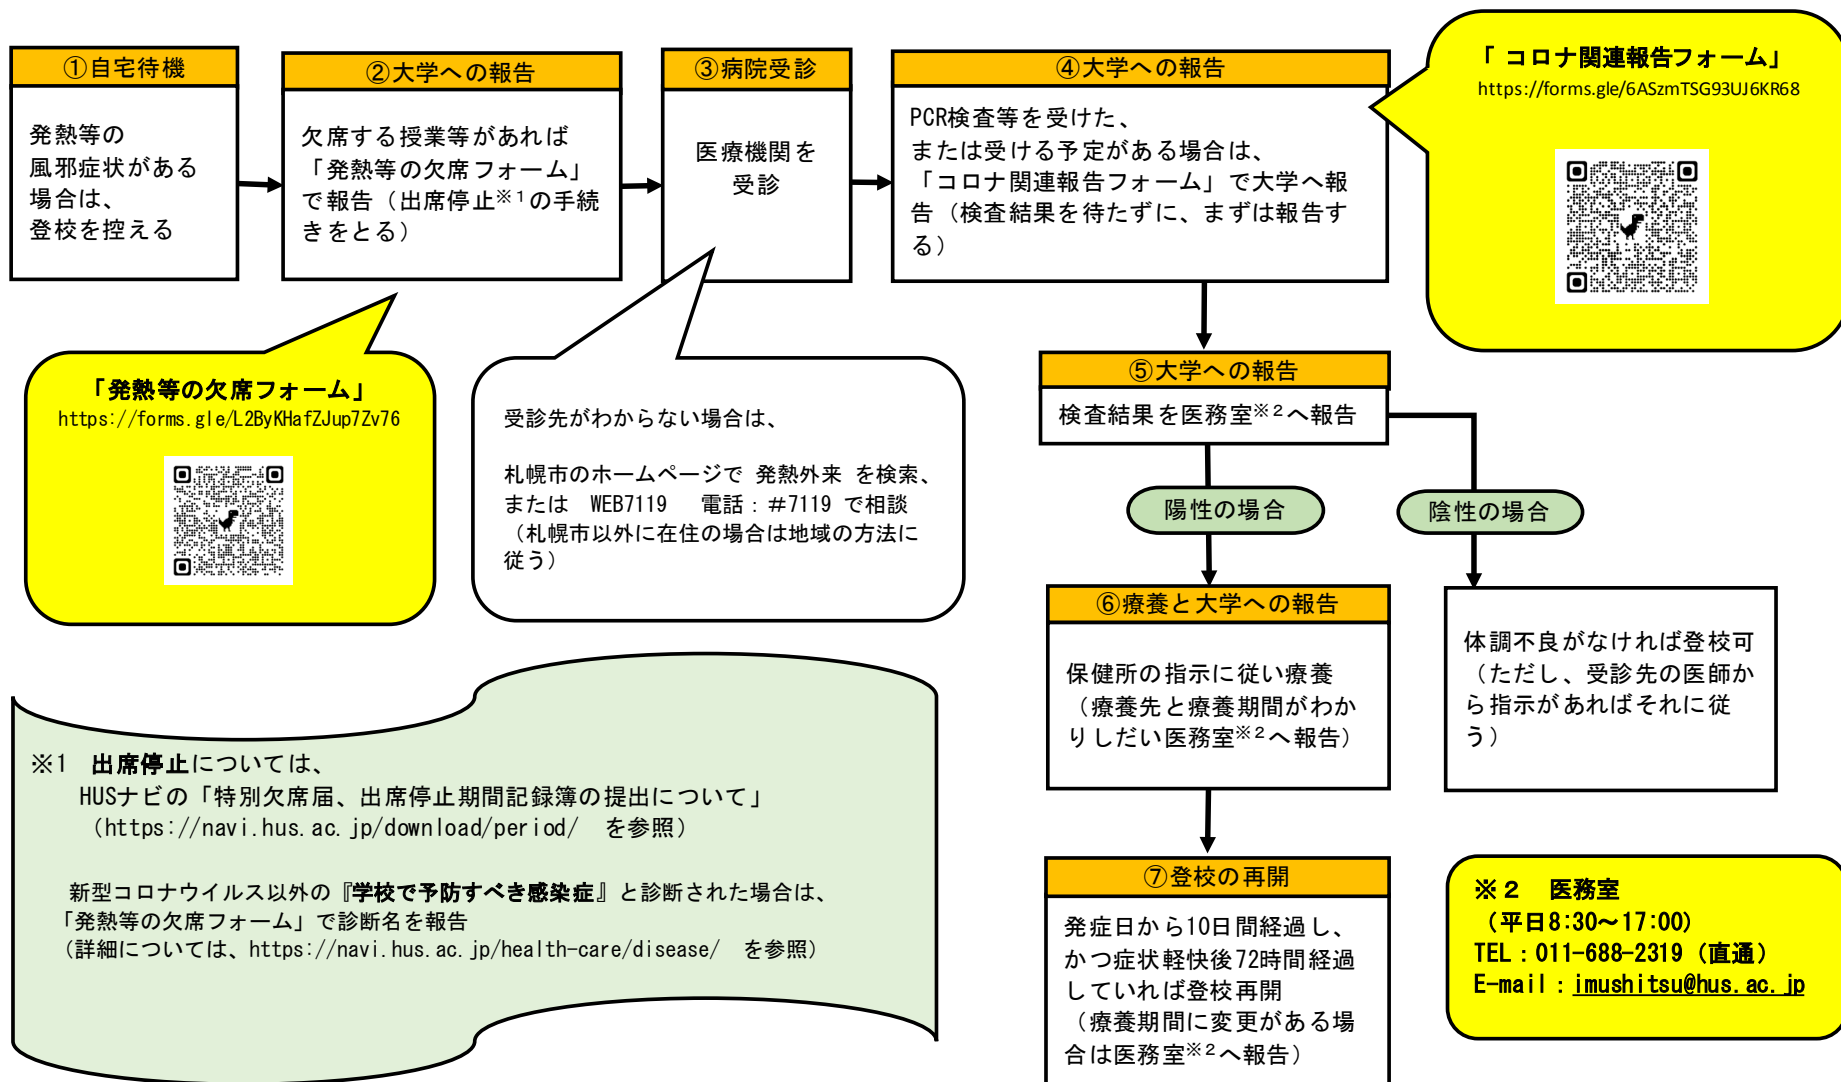 ①自宅待機
発熱等の
風邪症状がある
場合は、
登校を控える
②大学への報告
欠席する授業等があれば
「発熱等の欠席フォーム」
で報告（出席停止※1の手続
きをとる）
③病院受診
医療機関を
受診
④大学への報告
PCR検査等を受けた、
または受ける予定がある場合は、
「コロナ関連報告フォーム」で大学へ報
告（検査結果を待たずに、まずは報告す
る）
「 コロナ関連報告フォーム」
https://forms.gle/6ASzmTSG93UJ6KR68
「発熱等の欠席フォーム」
https://forms.gle/L2ByKHafZJup7Zv76
受診先がわからない場合は、
札幌市のホームページで 発熱外来 を検索、
または　WEB7119　電話：＃7119 で相談
（札幌市以外に在住の場合は地域の方法に
従う）
⑤大学への報告
検査結果を医務室※2へ報告
陽性の場合
陰性の場合
⑥療養と大学への報告
保健所の指示に従い療養
（療養先と療養期間がわか
りしだい医務室※2へ報告）
体調不良がなければ登校可
（ただし、受診先の医師か
ら指示があればそれに従
う）
⑦登校の再開
発症日から10日間経過し、
かつ症状軽快後72時間経過
していれば登校再開
（療養期間に変更がある場
合は医務室※2へ報告）
※1　出席停止については、
HUSナビの「特別欠席届、出席停止期間記録簿の提出について」
（https://navi.hus.ac.jp/download/period/　を参照）
新型コロナウイルス以外の『学校で予防すべき感染症』と診断された場合は、
「発熱等の欠席フォーム」で診断名を報告
（詳細については、https://navi.hus.ac.jp/health-care/disease/　を参照）
※２　医務室
（平日8:30～17:00)
TEL：011-688-2319（直通）
E-mail：imushitsu@hus.ac.jp